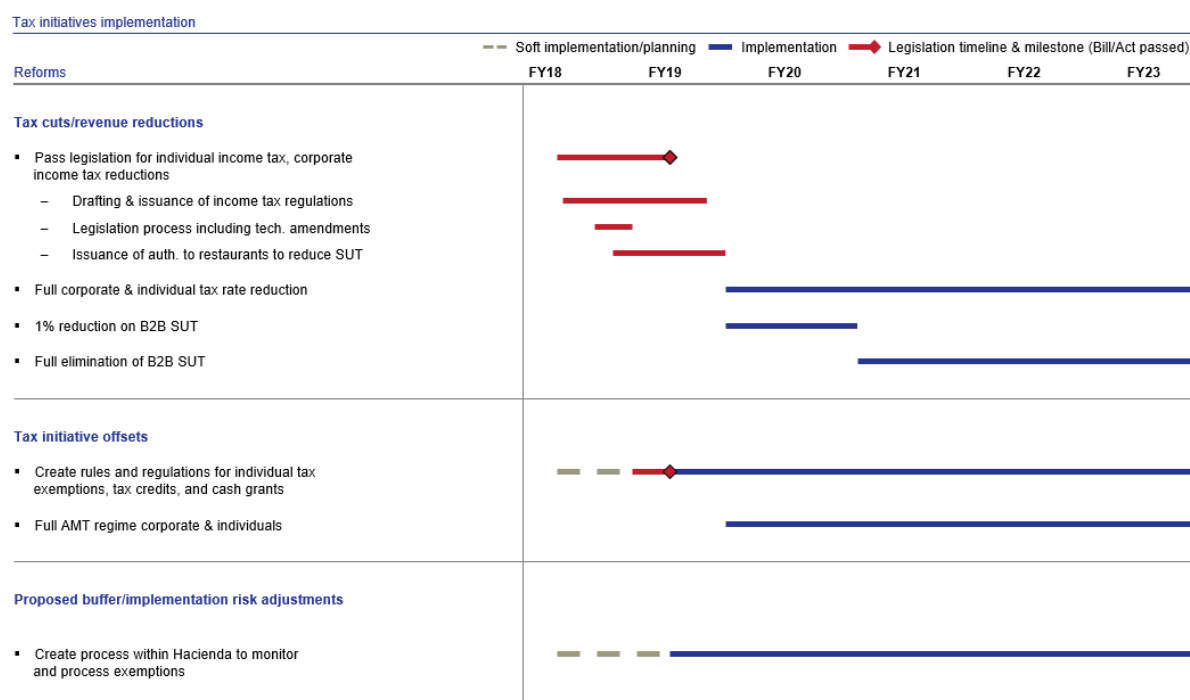 Tax initiatives implementation
Soft implementation/planning Implementation Legislation timeline & milestone (Bill/Act passed)
Reforms FY18 FY19 FY20 FY21 FY22 FY23
Tax cuts/revenue reductions
▪ Pass legislation for individual income tax, corporate
income tax reductions
– Drafting & issuance of income tax regulations
– Legislation process including tech. amendments
– Issuance of auth. to restaurants to reduce SUT
▪ Full corporate & individual tax rate reduction
▪ 1% reduction on B2B SUT
▪ Full elimination of B2B SUT
Tax initiative offsets
▪ Create rules and regulations for individual tax
exemptions, tax credits, and cash grants
▪ Full AMT regime corporate & individuals
Proposed buffer/implementation risk adjustments
▪ Create process within Hacienda to monitor
and process exemptions